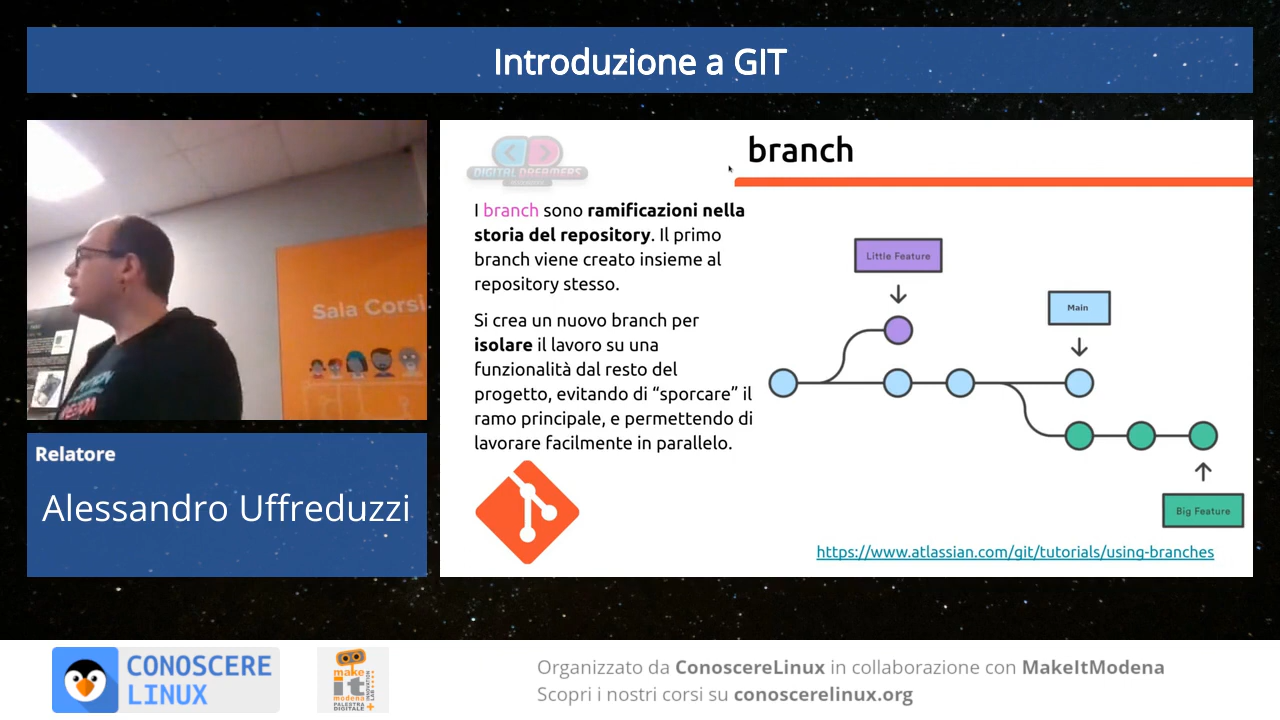 Introduzione a GIT
Sala Corsi
Relatore
Alessandro Uffreduzzi
DIGITAL DREAMERS
branch
I branch sono ramificazioni nella
storia del repository. Il primo
branch viene creato insieme al
repository stesso.
Si crea un nuovo branch per
isolare il lavoro su una
funzionalità dal resto del
progetto, evitando di “sporcare” il
ramo principale, e permettendo di
lavorare facilmente in parallelo.
Little Feature
Main
Big Feature
https://www.atlassian.com/git/tutorials/using-branches
CONOSCERE
LINUX
make
it
modena
PALESTRA
DIGITALE
INNOVATION
LAB
Organizzato da ConoscereLinux in collaborazione con MakeItModena
Scopri i nostri corsi su conoscerelinux.org